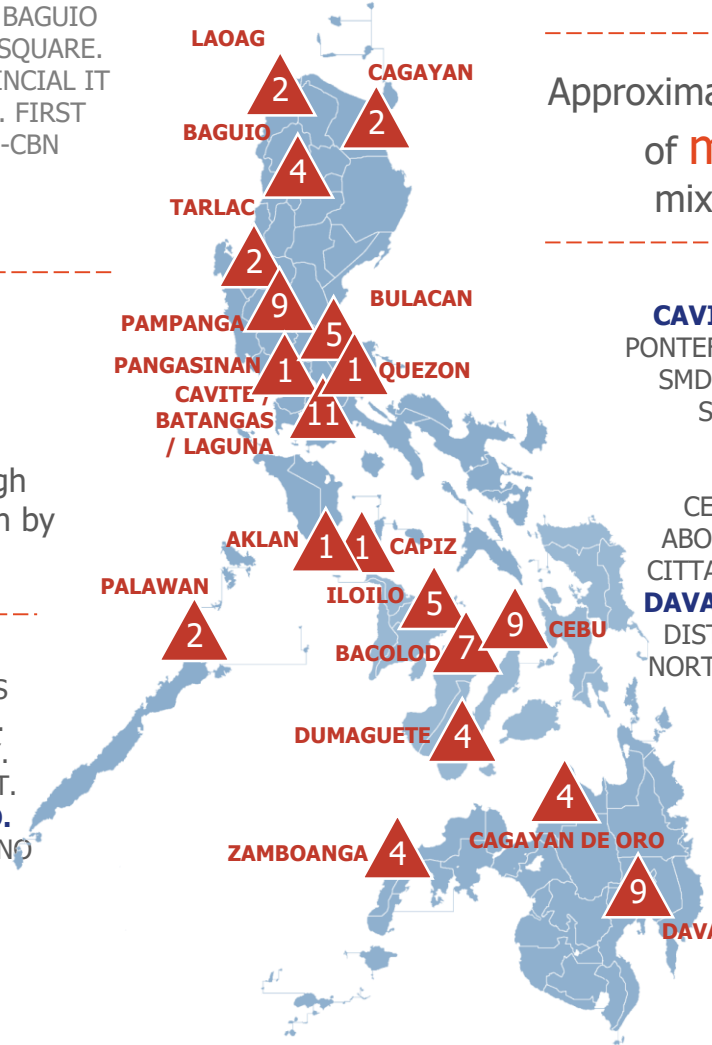 BAGUIO
SQUARE.
NCIAL IT
. FIRST
-CBN
LAOAG
2
CAGAYAN
2
BAGUIO
4
TARLAC
2
9
PAMPANGA
BULACAN
5
PANGASINAN
1
1
QUEZON
CAVITE /
BATANGAS
/ LAGUNA
11
Approxima
of m
mix
CAVI
PONTEF
SMD
S
gh
n by
AKLAN
1
1
CAPIZ
PALAWAN
2
ILOILO
5
9
CEBU
BACOLOD
7
CE
ABO
CITTA
DAVA
DIST
NORT
DUMAGUETE
4
S
.
T.
.
NO
4
CAGAYAN DE ORO
ZAMBOANGA
4
9
DAVA